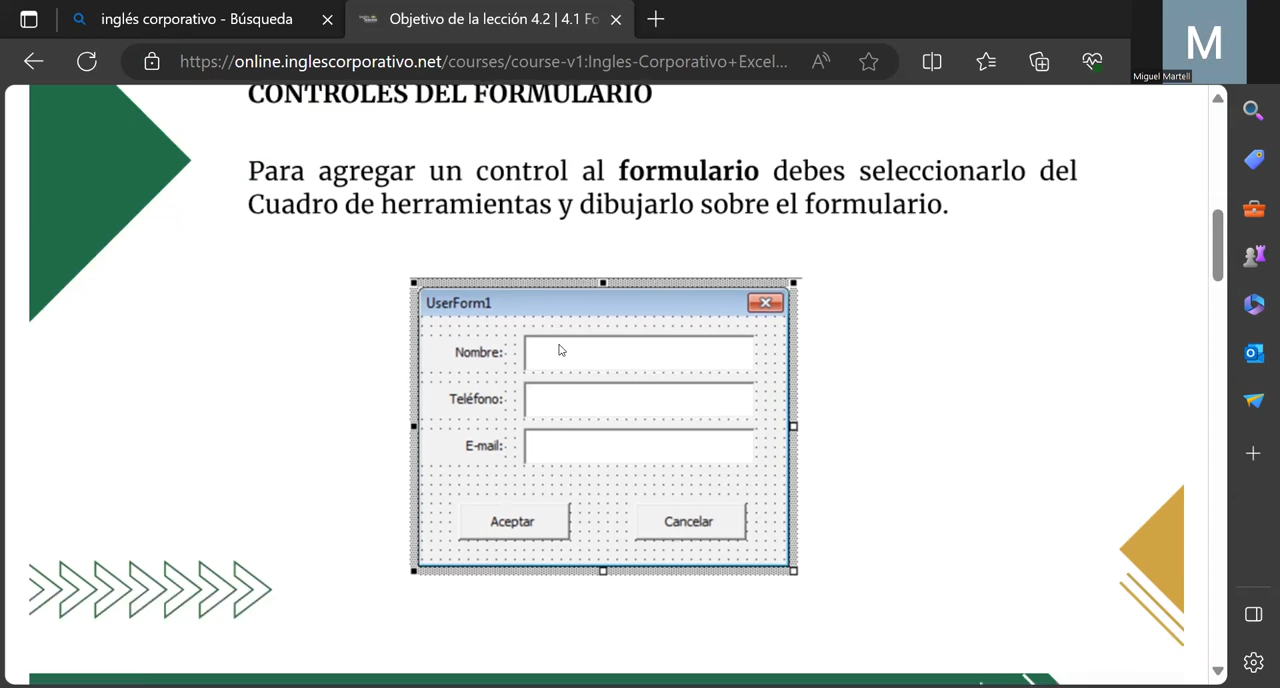 inglés corporativo - Búsqueda
Objetivo de la lección 4.2 | 4.1 Fo
https://online.inglescorporativo.net/courses/course-v1:Ingles-Corporativo+Excel...
M
Miguel Martell
CONTROLES DEL FORMULARIO
Para agregar un control al formulario debes seleccionarlo del
Cuadro de herramientas y dibujarlo sobre el formulario.
UserForm1
Nombre:
Teléfono:
E-mail:
Aceptar Cancelar